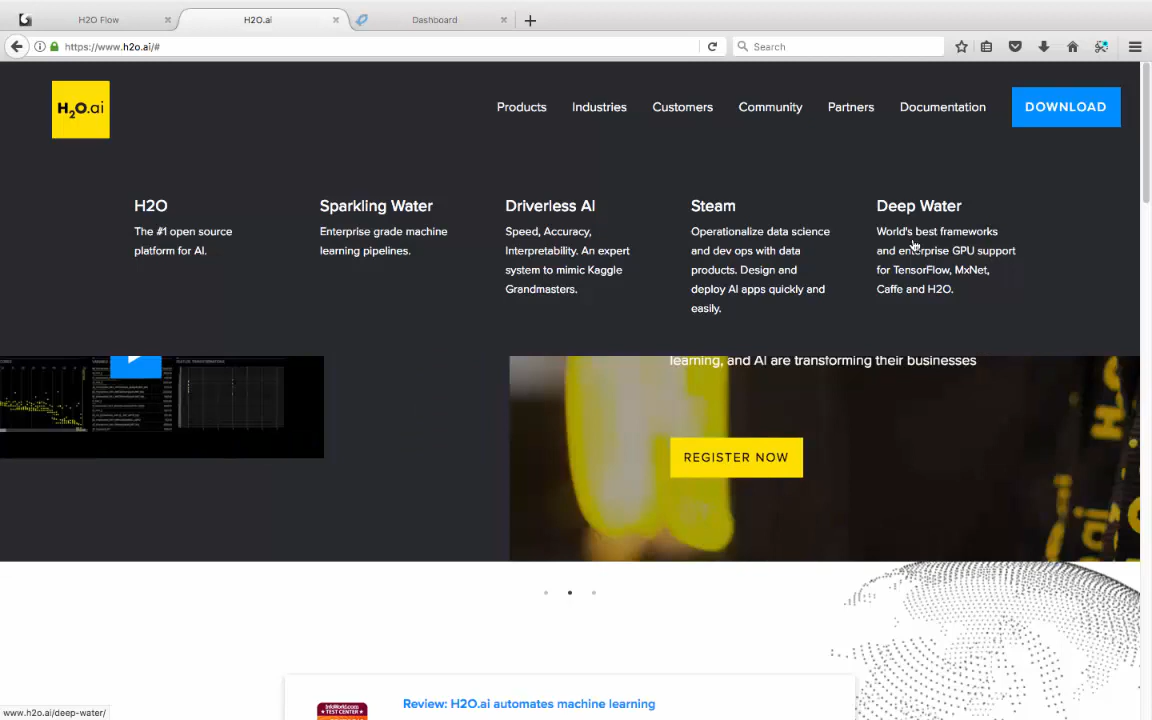 H2O Flow
H2O.ai
Dashboard
https://www.h2o.ai/#
Search
H2O.ai
Products
Industries
Customers
Community
Partners
Documentation
DOWNLOAD
H2O
The #1 open source
platform for AI.
Sparkling Water
Enterprise grade machine
learning pipelines.
Driverless AI
Speed, Accuracy,
Interpretability. An expert
system to mimic Kaggle
Grandmasters.
Steam
Operationalize data science
and dev ops with data
products. Design and
deploy AI apps quickly and
easily.
Deep Water
World's best frameworks
and enterprise GPU support
for TensorFlow, MxNet,
Caffe and H2O.
learning, and AI are transforming their businesses
REGISTER NOW
InfoWorld.com
TEST CENTER
Review: H2O.ai automates machine learning
www.h2o.ai/deep-water/